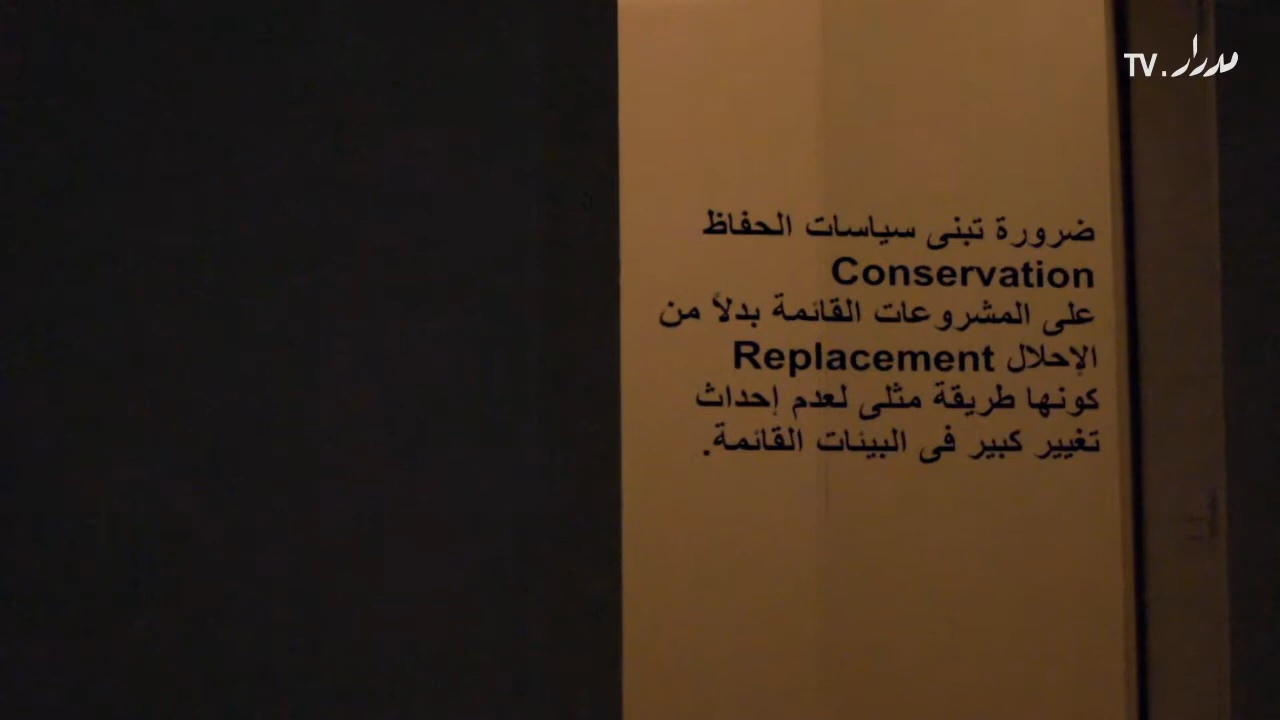 مدرار.TV
ضرورة تبنى سياسات الحفاظ
Conservation
على المشروعات القائمة بدلاً من
الإحلال Replacement
كونها طريقة مثلى لعدم إحداث
تغيير كبير فى البيئات القائمة.